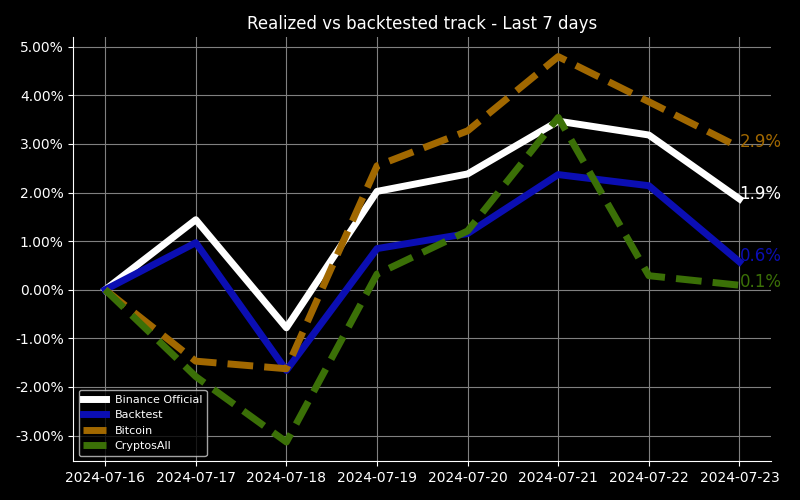 Realized vs backtested track - Last 7 days
5.00%
4.00%
3.00%
2.00%
1.00%
0.00%
-1.00%
-2.00%
-3.00%
2.9%
1.9%
0.6%
0.1%
Binance Official
Backtest
Bitcoin
CryptosAll
2024-07-16 2024-07-17 2024-07-18 2024-07-19 2024-07-20 2024-07-21 2024-07-22 2024-07-23